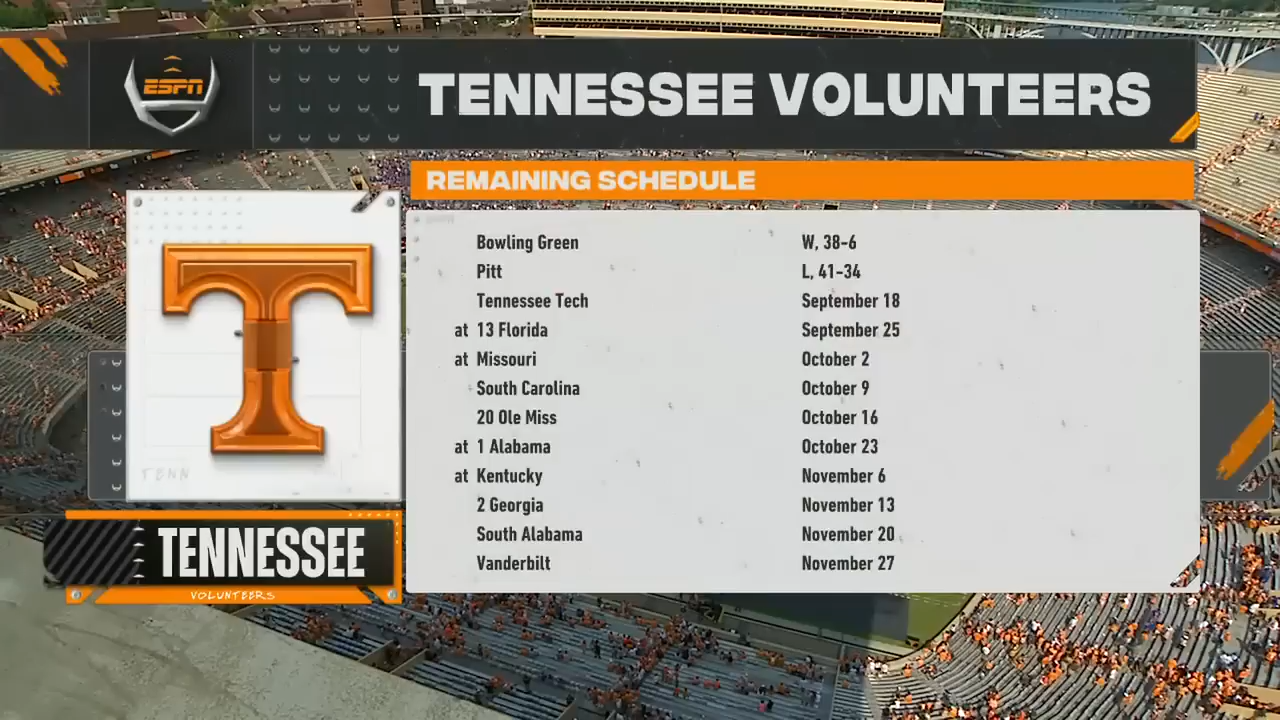 ESPN
TENNESSEE VOLUNTEERS
REMAINING SCHEDULE
Bowling Green W, 38-6
Pitt L, 41-34
Tennessee Tech September 18
at 13 Florida September 25
at Missouri October 2
South Carolina October 9
20 Ole Miss October 16
at 1 Alabama October 23
at Kentucky November 6
2 Georgia November 13
South Alabama November 20
Vanderbilt November 27
T
TENN
TENNESSEE
VOLUNTEERS